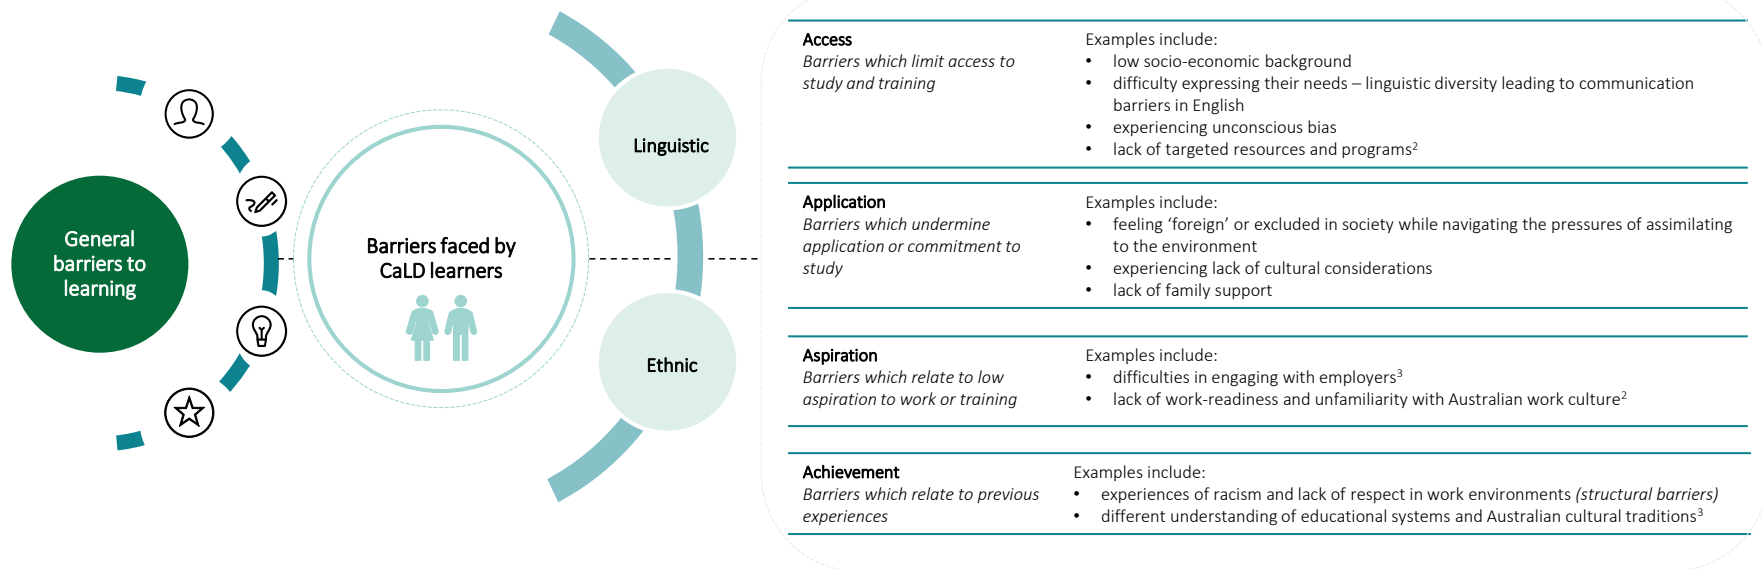 General
barriers to
learning
Barriers faced by
CaLD learners
Linguistic
Ethnic
Access
Barriers which limit access to
study and training
Examples include:
• low socio-economic background
• difficulty expressing their needs – linguistic diversity leading to communication
barriers in English
• experiencing unconscious bias
• lack of targeted resources and programs²
Application
Barriers which undermine
application or commitment to
study
Examples include:
• feeling ‘foreign’ or excluded in society while navigating the pressures of assimilating
to the environment
• experiencing lack of cultural considerations
• lack of family support
Aspiration
Barriers which relate to low
aspiration to work or training
Examples include:
• difficulties in engaging with employers³
• lack of work-readiness and unfamiliarity with Australian work culture²
Achievement
Barriers which relate to previous
experiences
Examples include:
• experiences of racism and lack of respect in work environments (structural barriers)
• different understanding of educational systems and Australian cultural traditions³